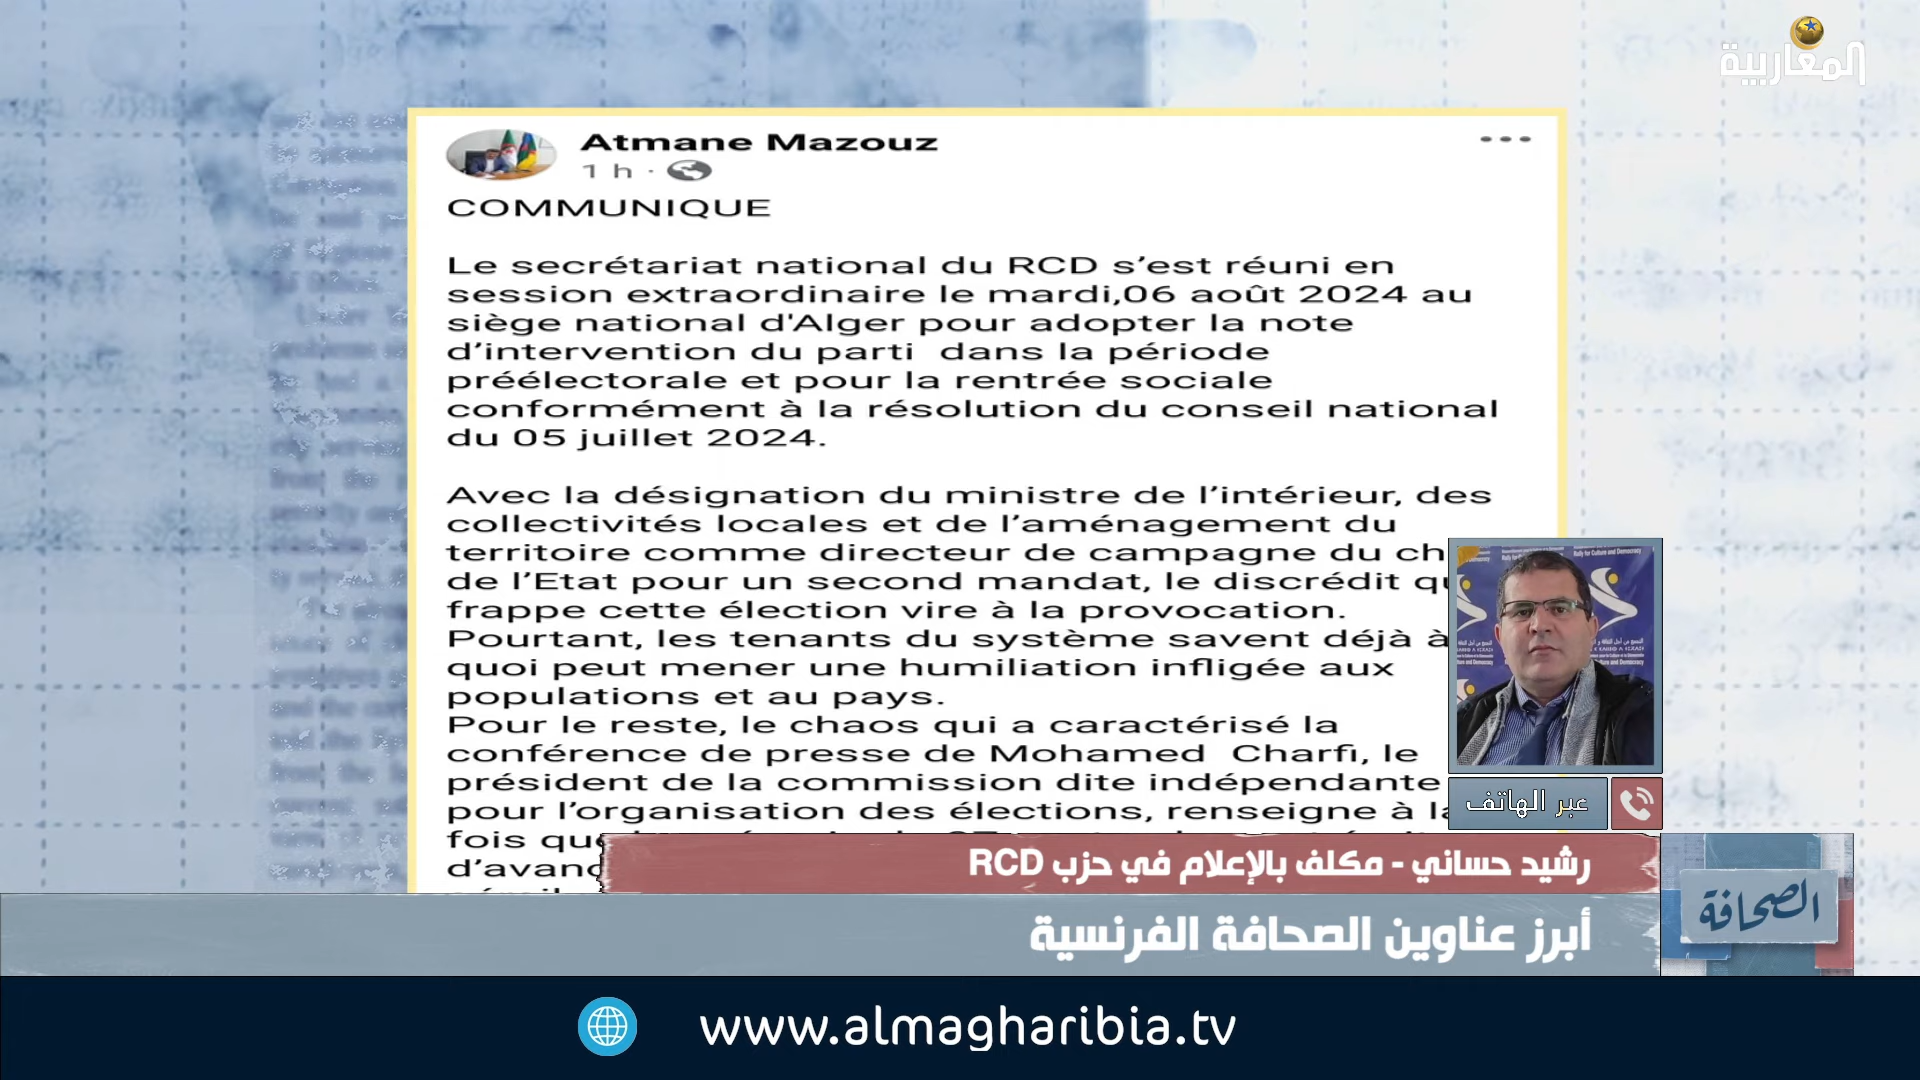 المغاربية
Atmane Mazouz
1 h
COMMUNIQUE
Le secrétariat national du RCD s’est réuni en
session extraordinaire le mardi,06 août 2024 au
siège national d'Alger pour adopter la note
d’intervention du parti dans la période
préélectorale et pour la rentrée sociale
conformément à la résolution du conseil national
du 05 juillet 2024.
Avec la désignation du ministre de l’intérieur, des
collectivités locales et de l’aménagement du
territoire comme directeur de campagne du
de l’Etat pour un second mandat, le discrédit
frappe cette élection vire à la provocation.
Pourtant, les tenants du système savent déjà à
quoi peut mener une humiliation infligée aux
populations et au pays.
Pour le reste, le chaos qui a caractérisé la
conférence de presse de Mohamed Charfi, le
président de la commission dite indépendante
pour l’organisation des élections, renseigne à
fois
Rally for Culture and Democracy
عبر الهاتف
رشيد حساني - مكلف بالإعلام في حزب RCD
أبرز عناوين الصحافة الفرنسية
الصحافة
www.almagharibia.tv